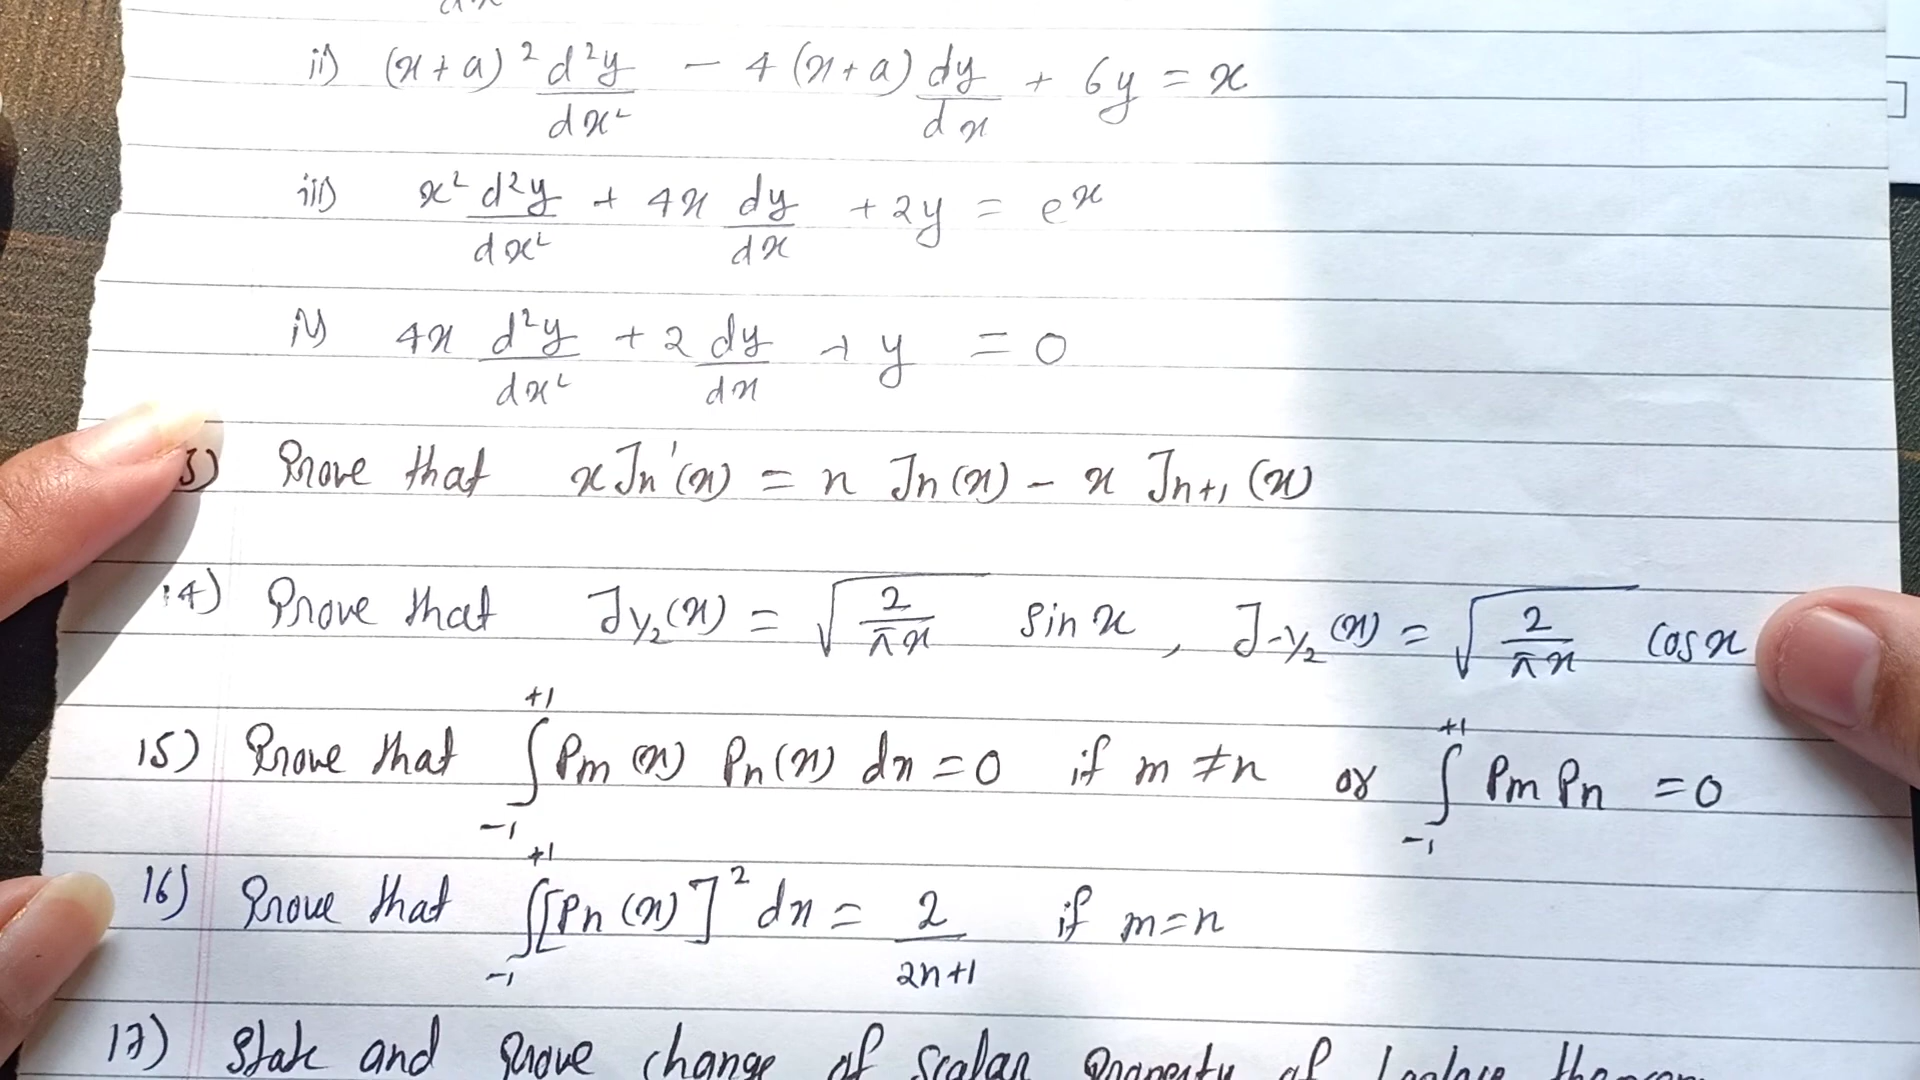 ii) (x+a)² d²y/dx² - 4(x+a) dy/dx + 6y = x
iii) x² d²y/dx² + 4x dy/dx + 2y = eˣ
iv) 4x d²y/dx² + 2 dy/dx + y = 0
3) Prove that x Jn'(x) = n Jn(x) - x Jn+1(x)
14) Prove that J1/2(x) = √(2/πx) sin x , J-1/2(x) = √(2/πx) cos x
15) Prove that ∫₋₁⁺¹ Pm(x) Pn(x) dx = 0 if m ≠ n or ∫₋₁⁺¹ Pm Pn = 0
16) Prove that ∫₋₁⁺¹ [Pn(x)]² dx = 2/(2n+1) if m = n
17) State and prove change of scalar property of